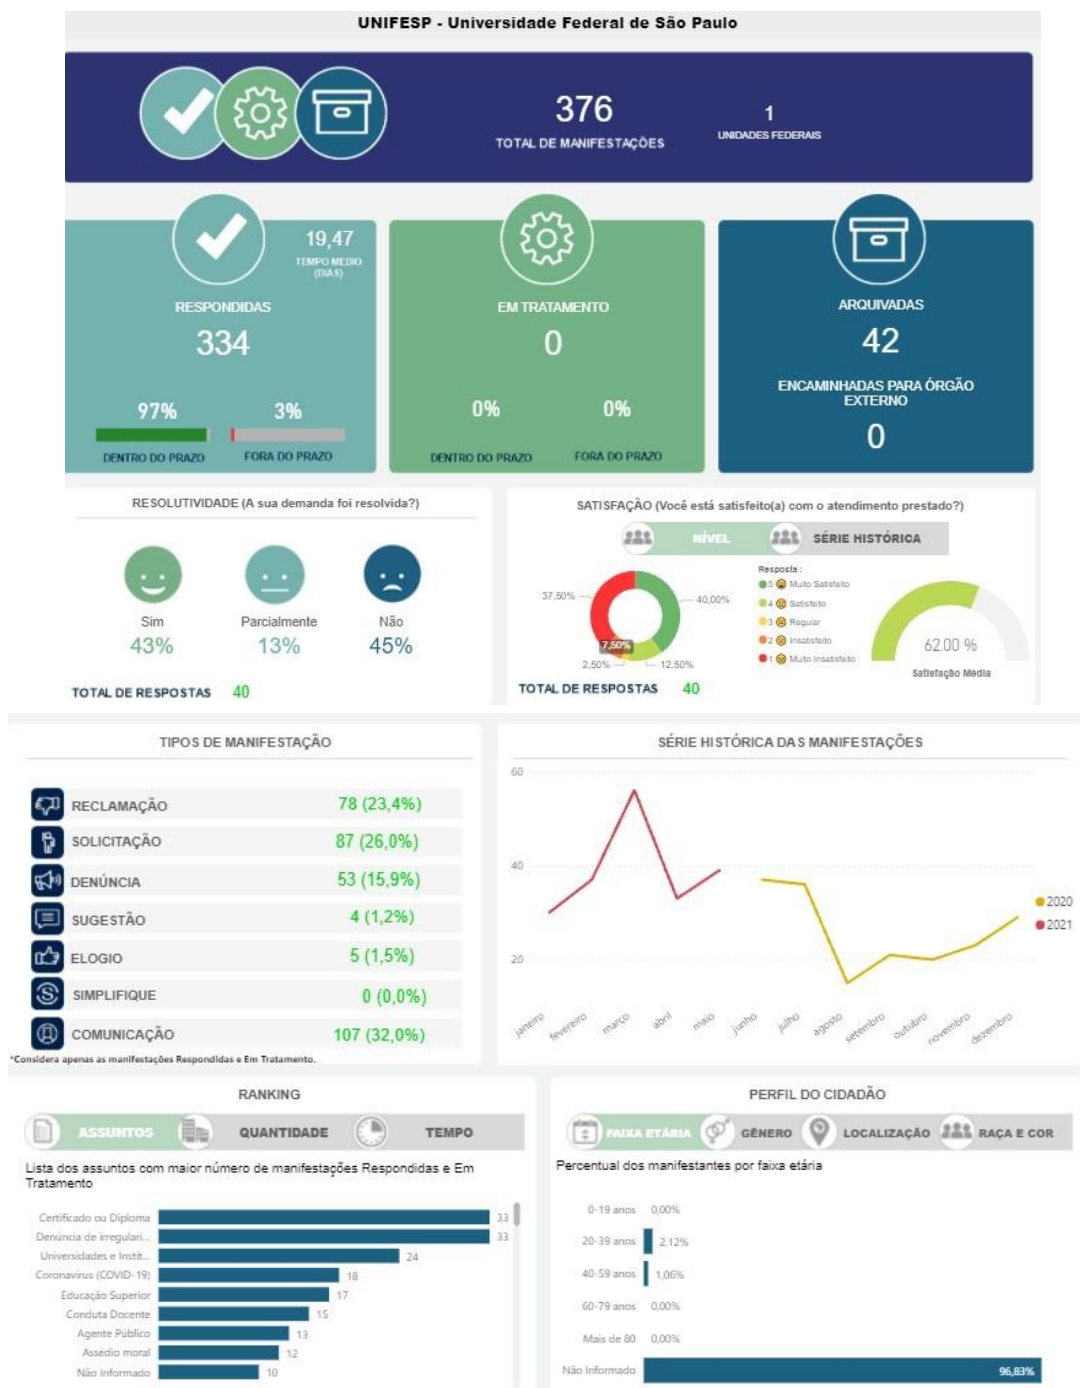 UNIFESP - Universidade Federal de São Paulo
376
TOTAL DE MANIFESTAÇÕES
1
UNIDADES FEDERAIS
19,47
TEMPO MEDIO
(DIAS)
RESPONDIDAS
334
97%
3%
DENTRO DO PRAZO
FORA DO PRAZO
EM TRATAMENTO
0
0%
0%
DENTRO DO PRAZO
FORA DO PRAZO
ARQUIVADAS
42
ENCAMINHADAS PARA ÓRGÃO
EXTERNO
0
RESOLUTIVIDADE (A sua demanda foi resolvida?)
Sim
43%
Parcialmente
13%
Não
45%
TOTAL DE RESPOSTAS 40
SATISFAÇÃO (Você está satisfeito(a) com o atendimento prestado?)
NÍVEL
SÉRIE HISTÓRICA
37,50%
40,00%
7,50%
2,50%
12,50%
Resposta :
5 Muito Satisfeito
4 Satisfeito
3 Regular
2 Insatisfeito
1 Muito Insatisfeito
62,00 %
Satisfação Média
TOTAL DE RESPOSTAS 40
TIPOS DE MANIFESTAÇÃO
RECLAMAÇÃO 78 (23,4%)
SOLICITAÇÃO 87 (26,0%)
DENÚNCIA 53 (15,9%)
SUGESTÃO 4 (1,2%)
ELOGIO 5 (1,5%)
SIMPLIFIQUE 0 (0,0%)
COMUNICAÇÃO 107 (32,0%)
*Considera apenas as manifestações Respondidas e Em Tratamento.
SÉRIE HISTÓRICA DAS MANIFESTAÇÕES
60
40
20
janeiro
fevereiro
março
abril
maio
junho
julho
agosto
setembro
outubro
novembro
dezembro
2020
2021
RANKING
ASSUNTOS
QUANTIDADE
TEMPO
Lista dos assuntos com maior número de manifestações Respondidas e Em
Tratamento
Certificado ou Diploma 33
Denúncia de irregulari... 33
Universidades e Instit... 24
Coronavírus (COVID-19) 18
Educação Superior 17
Conduta Docente 15
Agente Público 13
Assédio moral 12
Não Informado 10
PERFIL DO CIDADÃO
FAIXA ETÁRIA
GÊNERO
LOCALIZAÇÃO
RAÇA E COR
Percentual dos manifestantes por faixa etária
0-19 anos 0,00%
20-39 anos 2,12%
40-59 anos 1,06%
60-79 anos 0,00%
Mais de 80 0,00%
Não Informado 96,83%